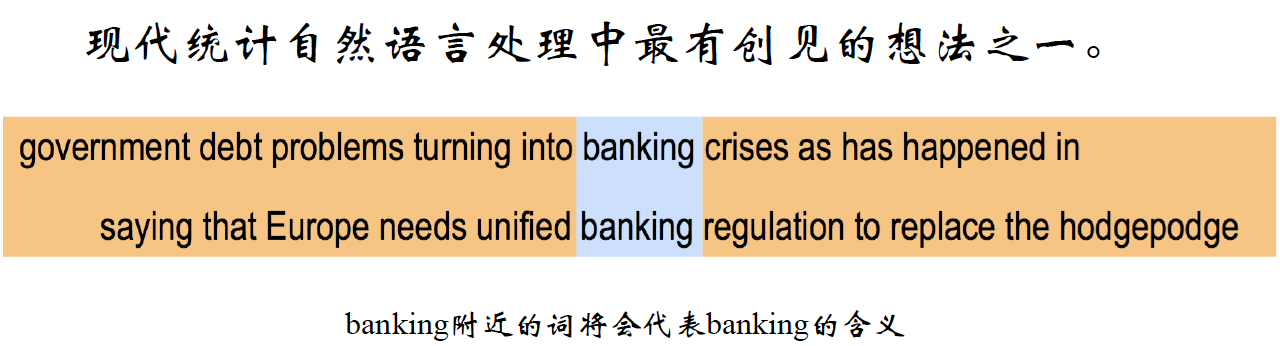 现代统计自然语言处理中最有创见的想法之一。
government debt problems turning into banking crises as has happened in
saying that Europe needs unified banking regulation to replace the hodgepodge
banking附近的词将会代表banking的含义